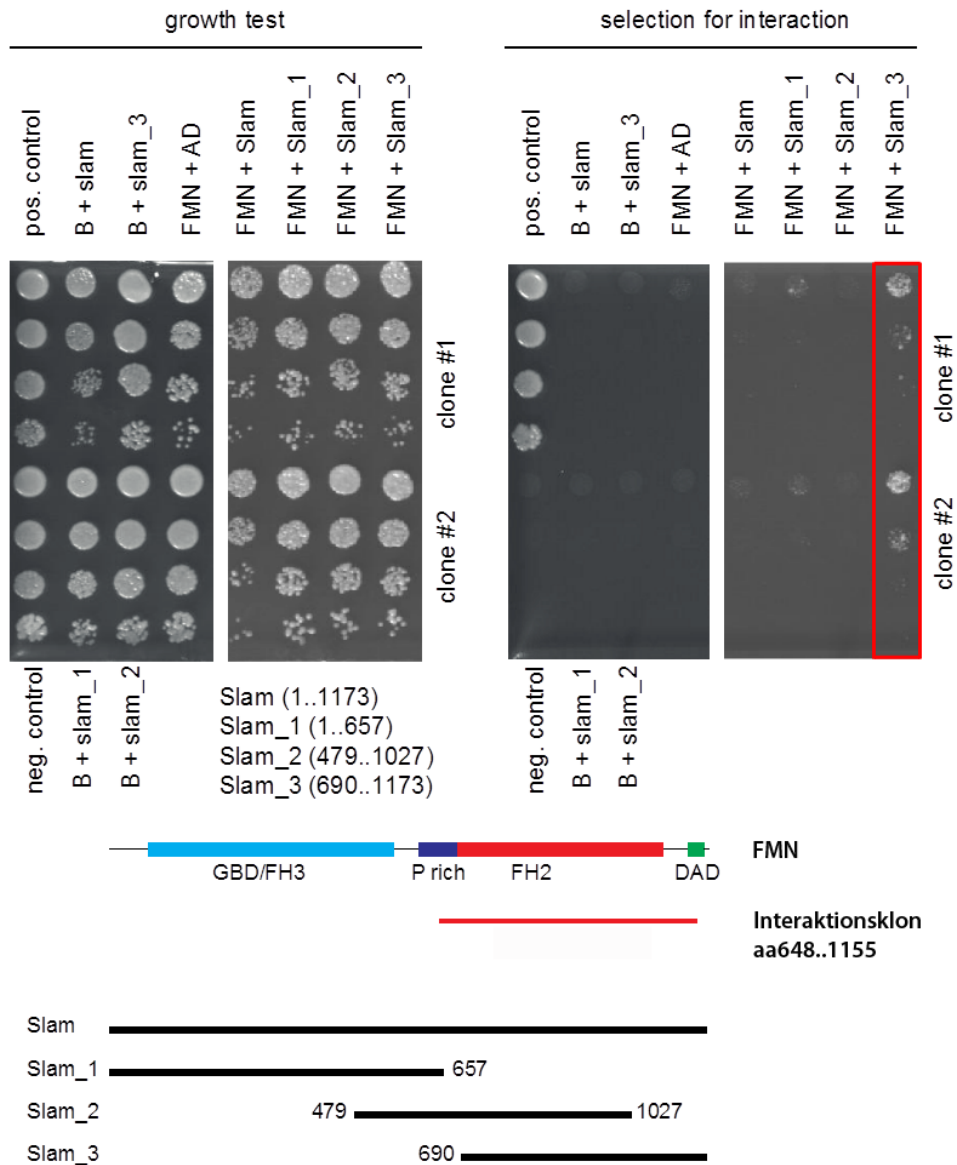 growth test
selection for interaction
pos. control
B + slam
B + slam_3
FMN + AD
FMN + Slam
FMN + Slam_1
FMN + Slam_2
FMN + Slam_3
pos. control
B + slam
B + slam_3
FMN + AD
FMN + Slam
FMN + Slam_1
FMN + Slam_2
FMN + Slam_3
clone #1
clone #2
clone #1
clone #2
neg. control
B + slam_1
B + slam_2
Slam (1..1173)
Slam_1 (1..657)
Slam_2 (479..1027)
Slam_3 (690..1173)
neg. control
B + slam_1
B + slam_2
FMN
GBD/FH3
P rich
FH2
DAD
Interaktionsklon
aa648..1155
Slam
Slam_1
657
Slam_2
479
1027
Slam_3
690